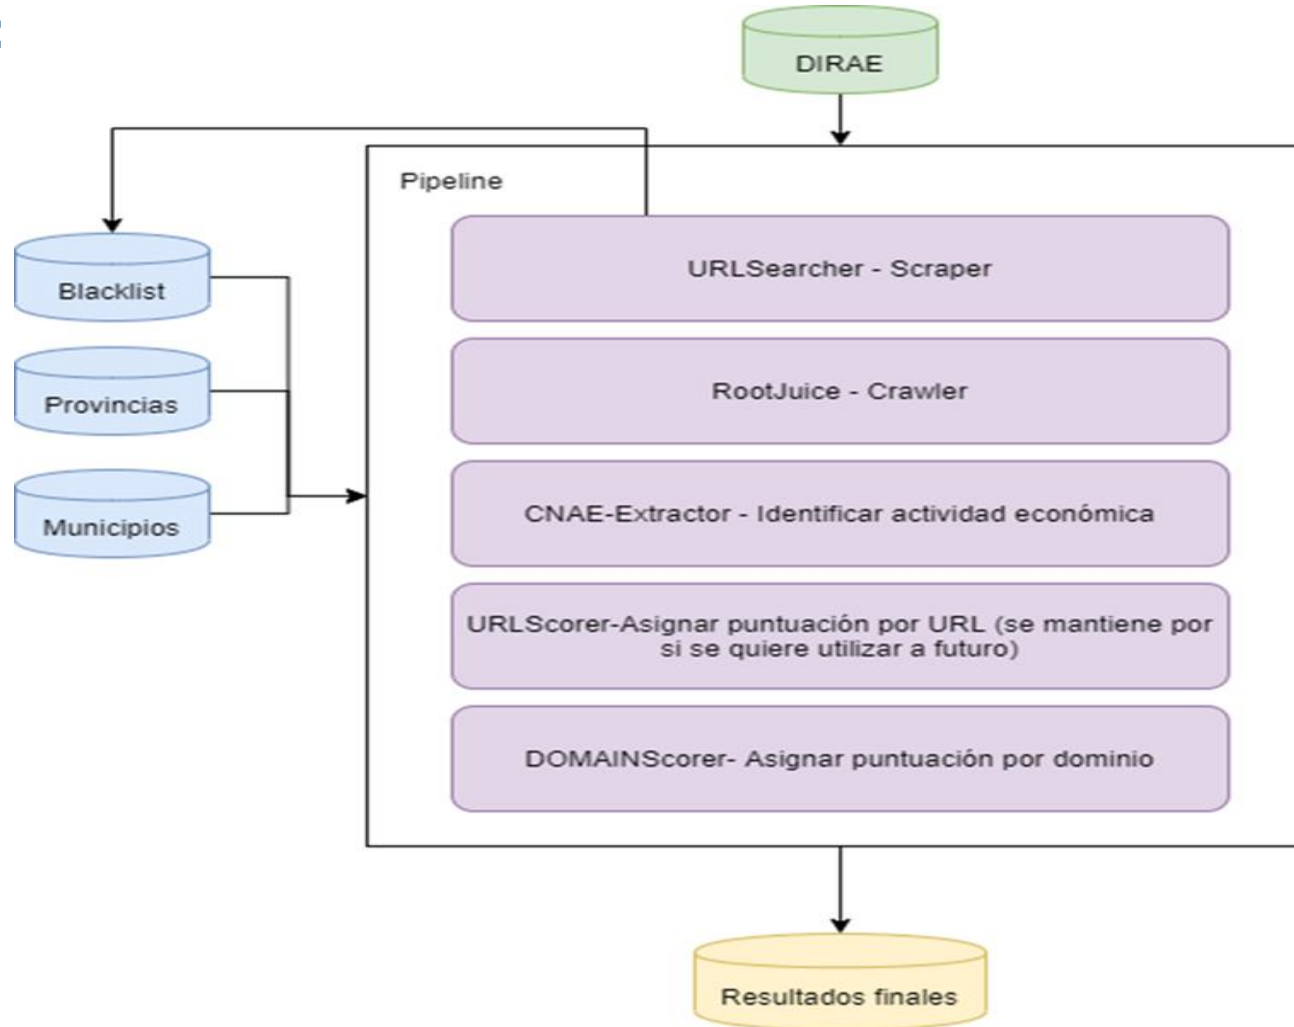 DIRAE
Pipeline
URLSearcher - Scraper
Blacklist
RootJuice - Crawler
Provincias
CNAE-Extractor - Identificar actividad económica
Municipios
URLScorer-Asignar puntuación por URL (se mantiene por
si se quiere utilizar a futuro)
DOMAINScorer- Asignar puntuación por dominio
Resultados finales